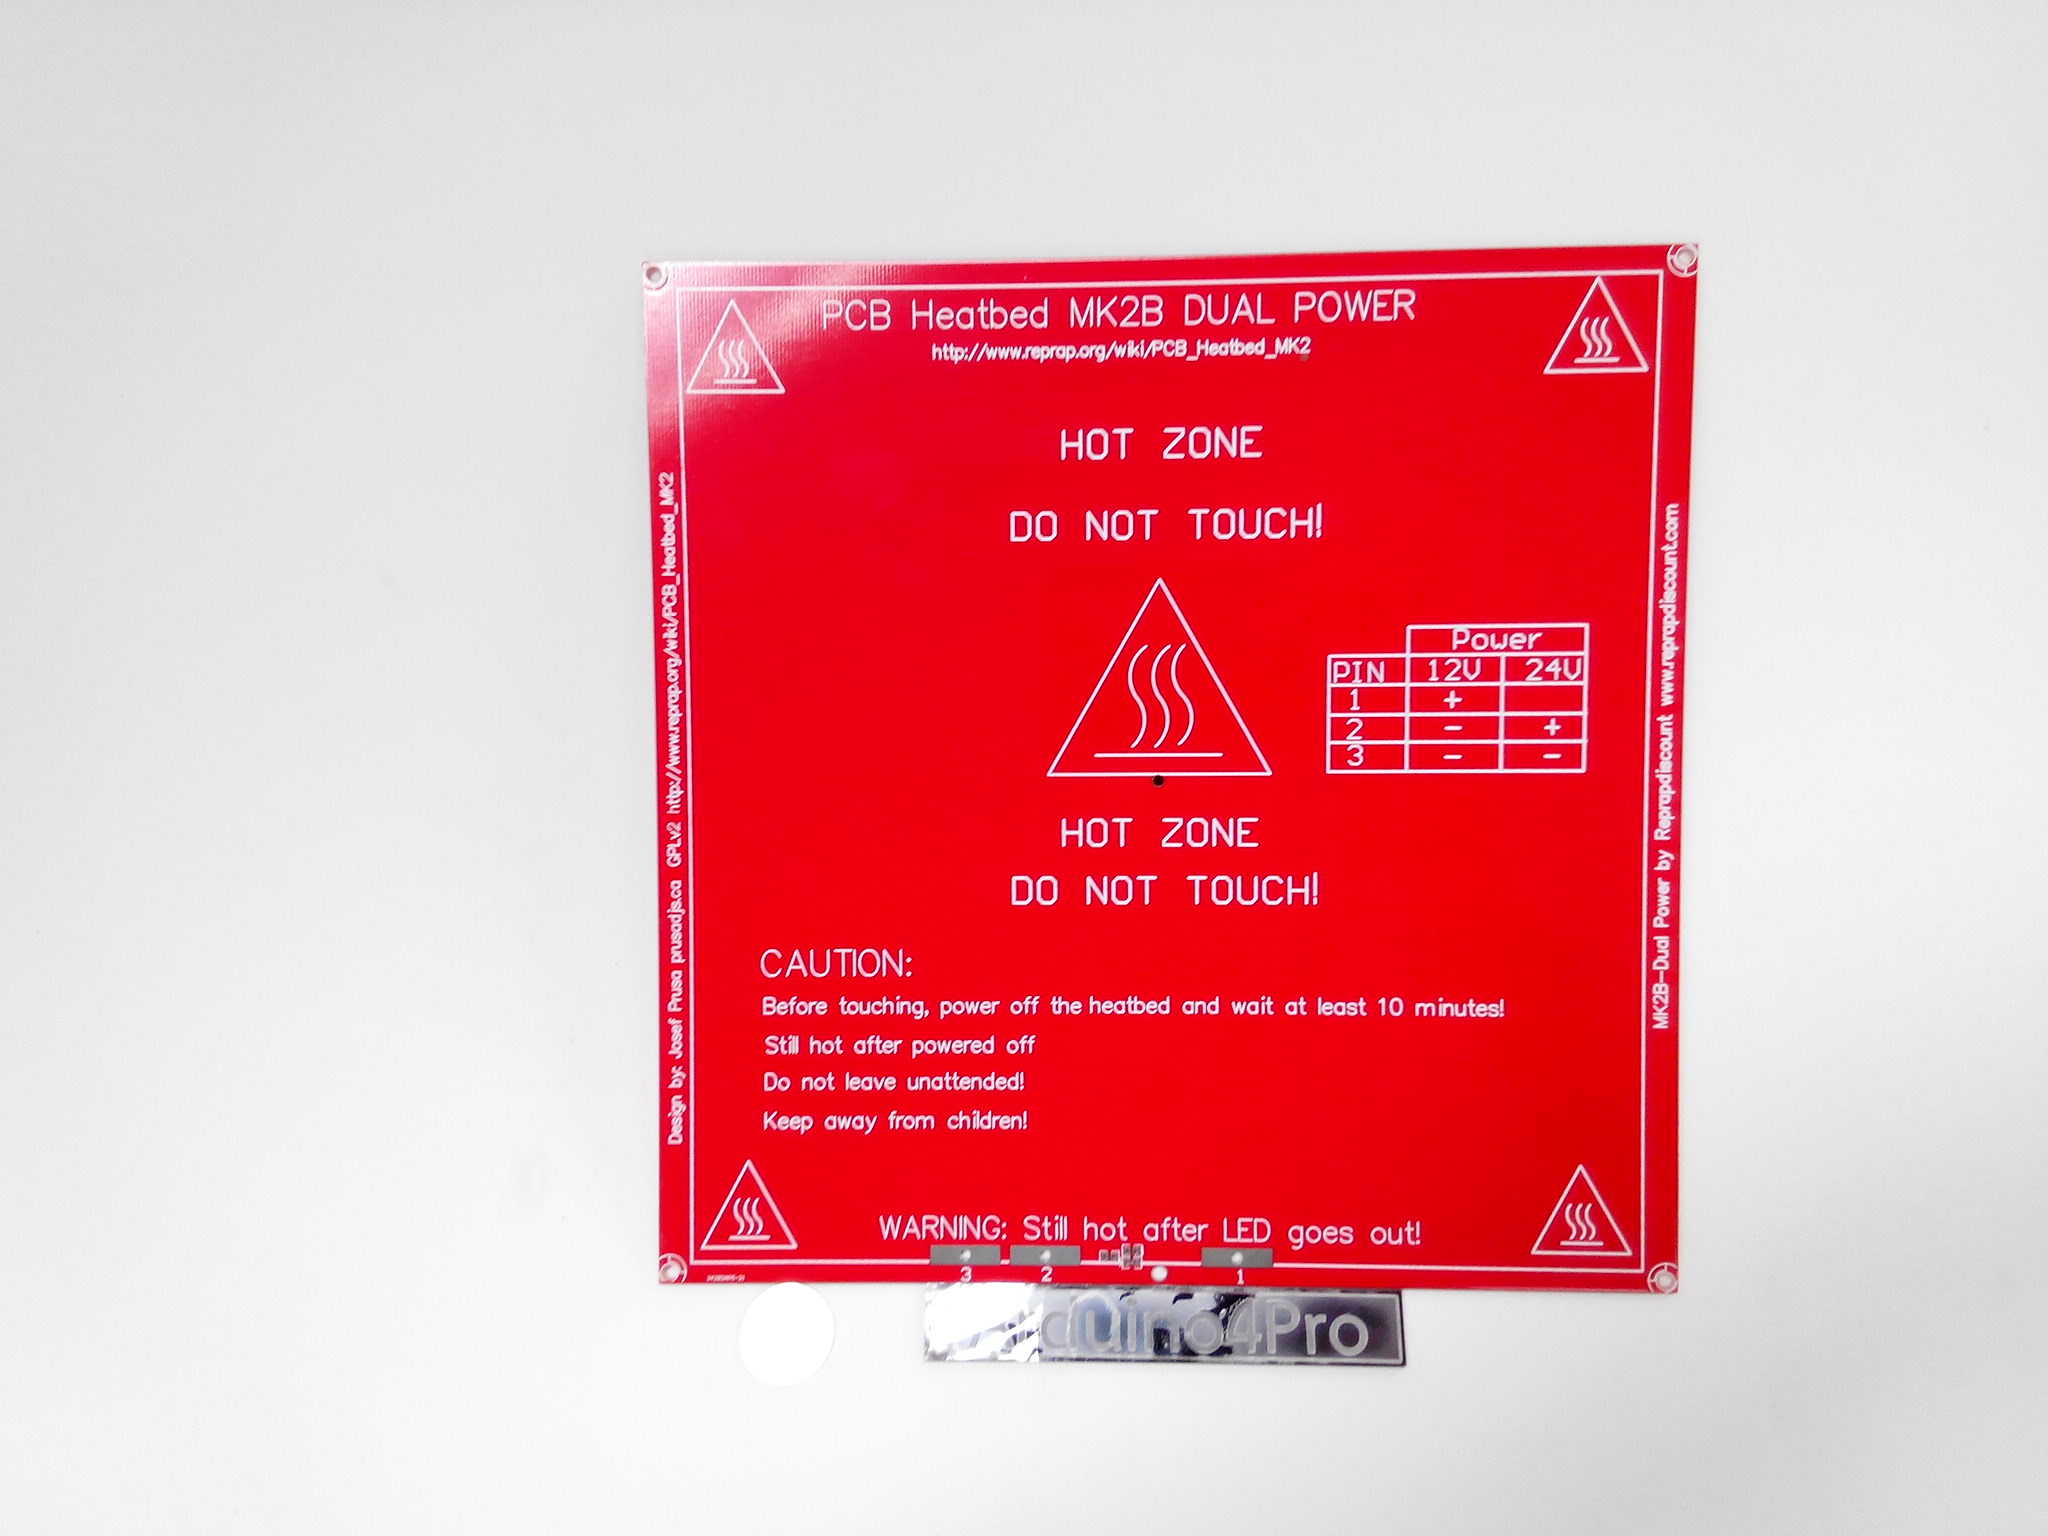 PCB Heatbed MK2B DUAL POWER
http://www.reprap.org/wiki/PCB_Heatbed_MK2
HOT ZONE
DO NOT TOUCH!
Power
PIN 12V 24V
1 +
2 - +
3 - -
HOT ZONE
DO NOT TOUCH!
CAUTION:
Before touching, power off the heatbed and wait at least 10 minutes!
Still hot after powered off
Do not leave unattended!
Keep away from children!
WARNING: Still hot after LED goes out!
3 2 1
Design by: Josef Prusa prusadjs.ca GPLv2 http://www.reprap.org/wiki/PCB_Heatbed_MK2
MK2B-Dual Power by Reprapdiscount www.reprapdiscount.com
Arduino4Pro